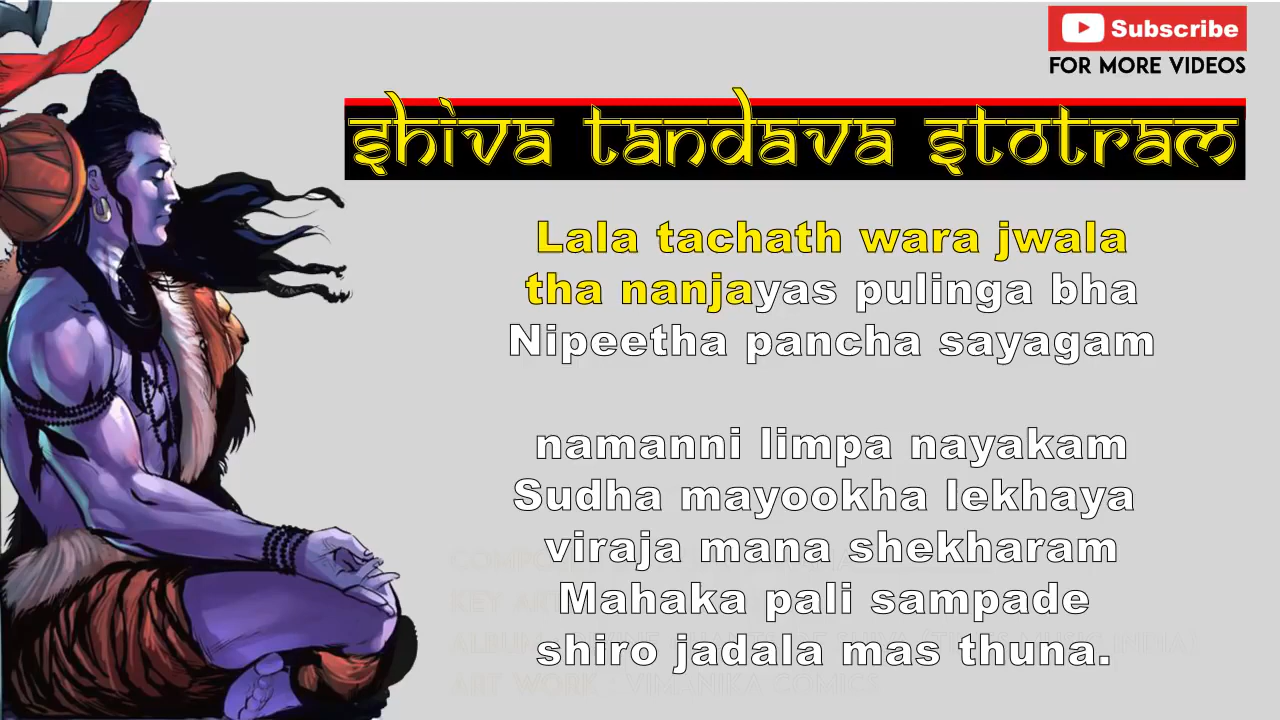 Subscribe
FOR MORE VIDEOS
shiva tandava stotram
Lala tachath wara jwala
tha nanjayas pulinga bha
Nipeetha pancha sayagam
namanni limpa nayakam
Sudha mayookha lekhaya
viraja mana shekharam
Mahaka pali sampade
shiro jadala mas thuna.
ART WORK : VIMANIKA COMICS